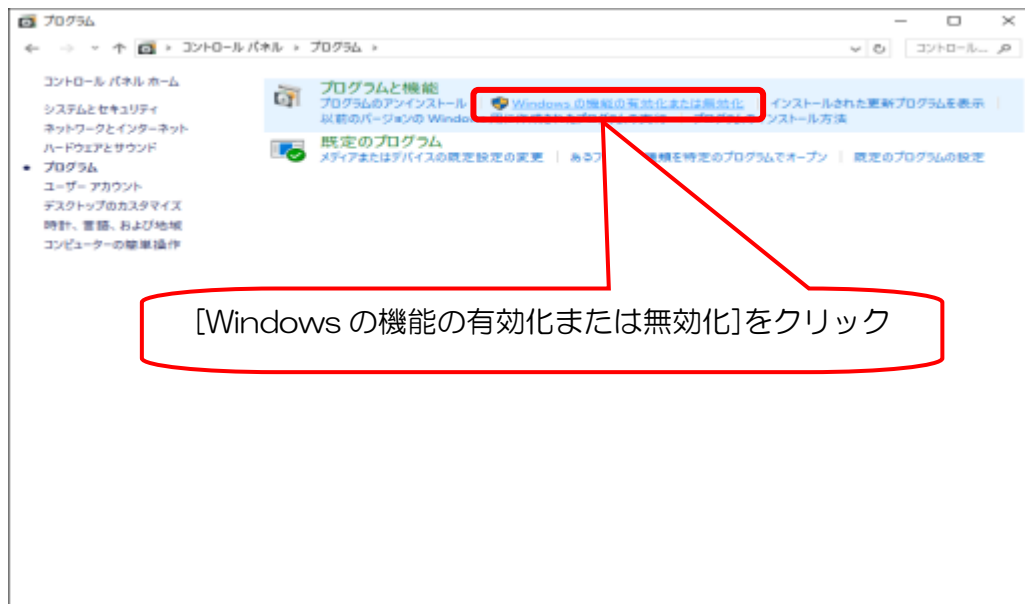 プログラム
コントロール パネル › プログラム ›
コントロール...
コントロール パネル ホーム
システムとセキュリティ
ネットワークとインターネット
ハードウェアとサウンド
プログラム
ユーザー アカウント
デスクトップのカスタマイズ
時計、言語、および地域
コンピューターの簡単操作
プログラムと機能
プログラムのアンインストール | Windows の機能の有効化または無効化 | インストールされた更新プログラムを表示 |
以前のバージョンの Windo ンストール方法
既定のプログラム
メディアまたはデバイスの既定設定の変更 | あるフ 種類を特定のプログラムでオープン | 既定のプログラムの設定
[Windows の機能の有効化または無効化]をクリック